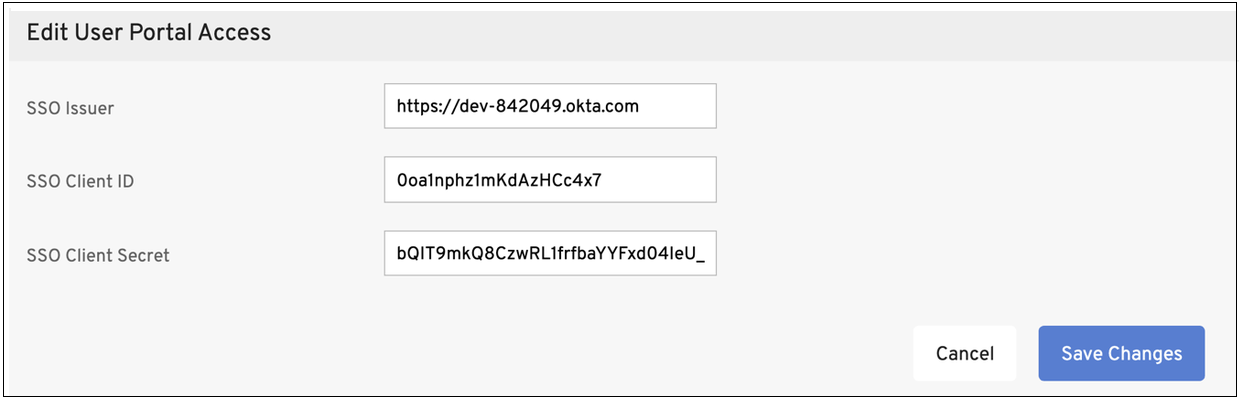 Edit User Portal Access
SSO Issuer
https://dev-842049.okta.com
SSO Client ID
0oa1nphz1mKdAzHCc4x7
SSO Client Secret
bQIT9mkQ8CzwRL1frfbaYYFxd04IeU_
Cancel
Save Changes